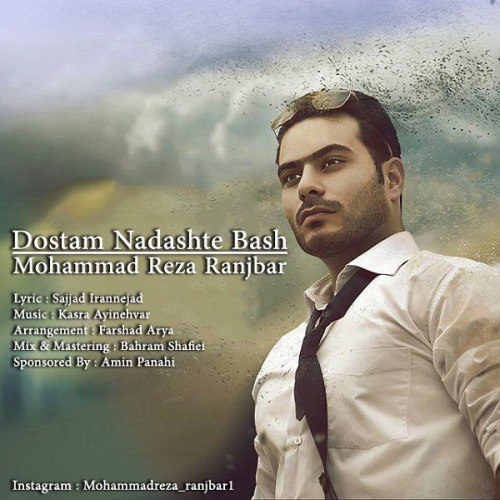 Dostam Nadashte Bash
Mohammad Reza Ranjbar
Lyric : Sajjad Irannejad
Music : Kasra Ayinehvar
Arrangement : Farshad Arya
Mix & Mastering : Bahram Shafiei
Sponsored By : Amin Panahi
Instagram : Mohammadreza_ranjbar1